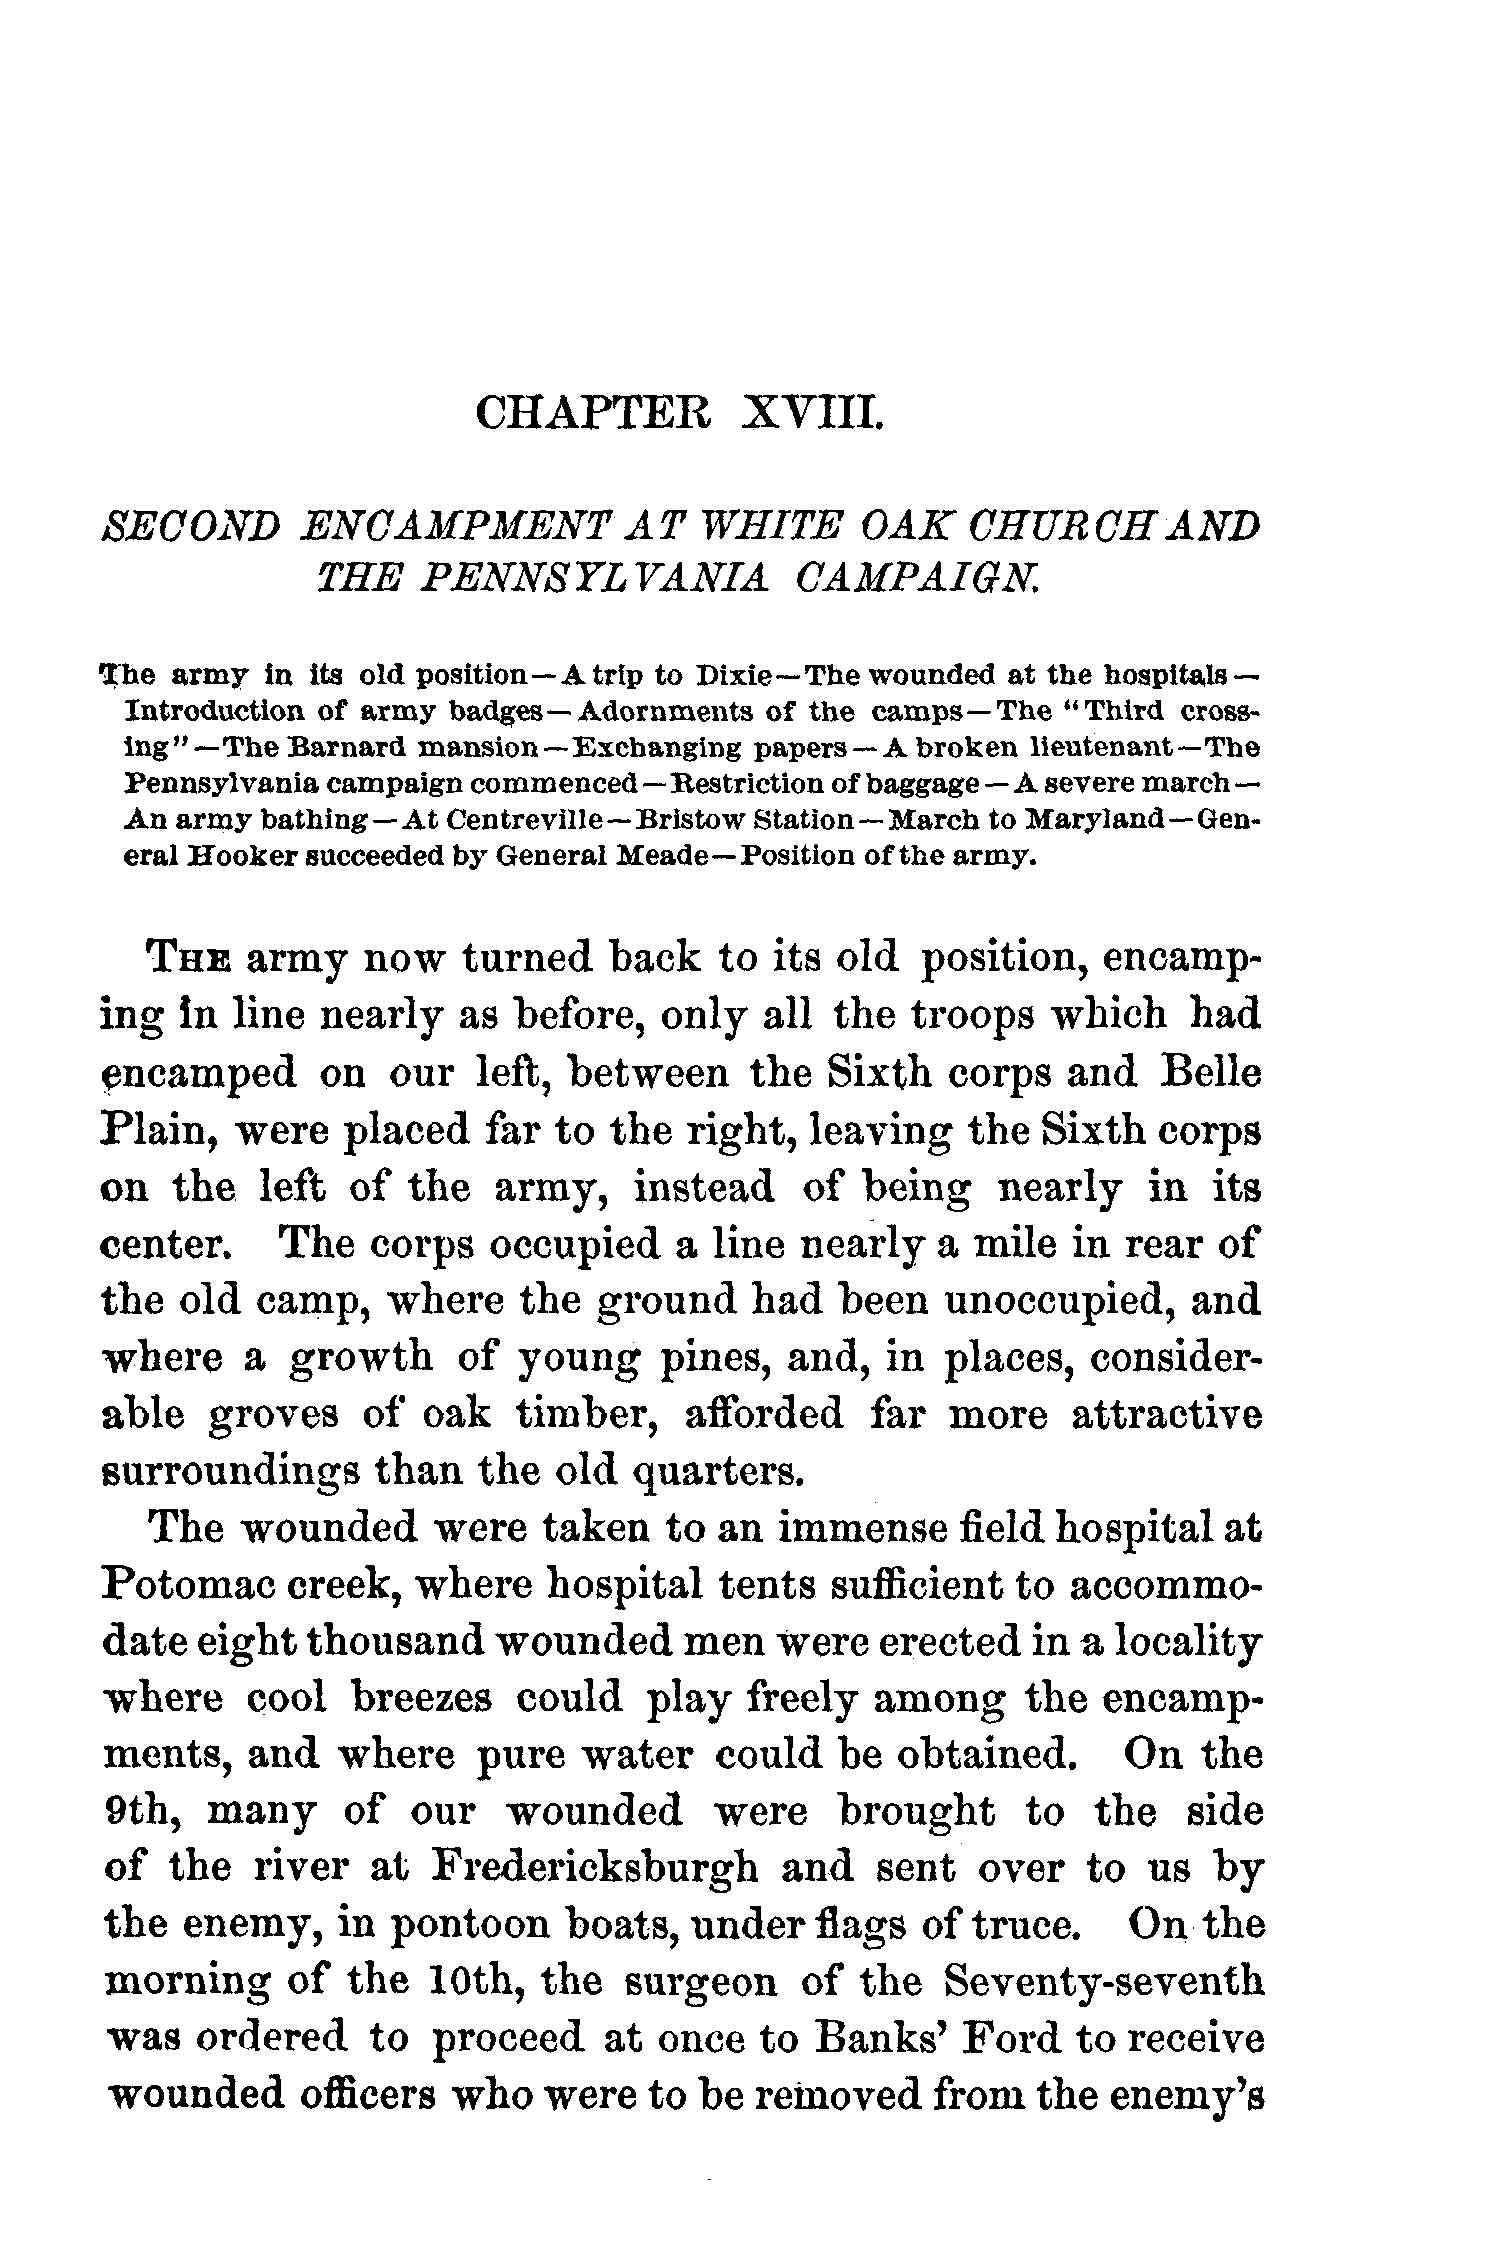 CHAPTER XVIII.
SECOND ENCAMPMENT AT WHITE OAK CHURCH AND
THE PENNSYLVANIA CAMPAIGN.
The army in its old position—A trip to Dixie—The wounded at the hospitals—
Introduction of army badges—Adornments of the camps—The "Third cross-
ing"—The Barnard mansion—Exchanging papers—A broken lieutenant—The
Pennsylvania campaign commenced—Restriction of baggage—A severe march—
An army bathing—At Centreville—Bristow Station—March to Maryland—Gen-
eral Hooker succeeded by General Meade—Position of the army.
THE army now turned back to its old position, encamp-
ing in line nearly as before, only all the troops which had
encamped on our left, between the Sixth corps and Belle
Plain, were placed far to the right, leaving the Sixth corps
on the left of the army, instead of being nearly in its
center. The corps occupied a line nearly a mile in rear of
the old camp, where the ground had been unoccupied, and
where a growth of young pines, and, in places, consider-
able groves of oak timber, afforded far more attractive
surroundings than the old quarters.
The wounded were taken to an immense field hospital at
Potomac creek, where hospital tents sufficient to accommo-
date eight thousand wounded men were erected in a locality
where cool breezes could play freely among the encamp-
ments, and where pure water could be obtained. On the
9th, many of our wounded were brought to the side
of the river at Fredericksburgh and sent over to us by
the enemy, in pontoon boats, under flags of truce. On the
morning of the 10th, the surgeon of the Seventy-seventh
was ordered to proceed at once to Banks' Ford to receive
wounded officers who were to be removed from the enemy's